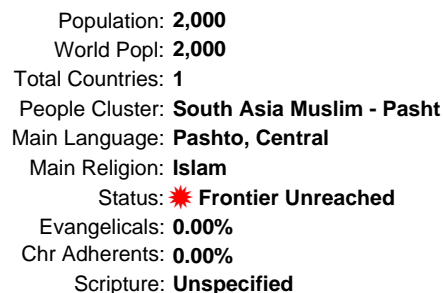 Population: 2,000
World Popl: 2,000
Total Countries: 1
People Cluster: South Asia Muslim - Pasht
Main Language: Pashto, Central
Main Religion: Islam
Status: Frontier Unreached
Evangelicals: 0.00%
Chr Adherents: 0.00%
Scripture: Unspecified